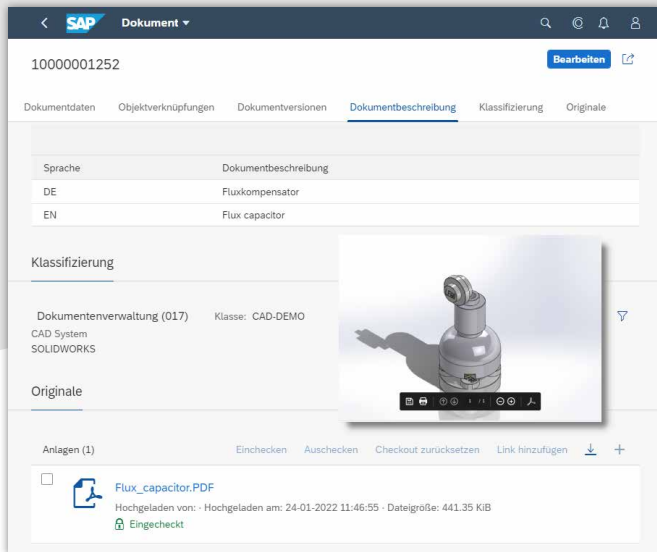 SAP Dokument
10000001252
Bearbeiten
Dokumentdaten Objektverknüpfungen Dokumentversionen Dokumentbeschreibung Klassifizierung Originale
Sprache Dokumentbeschreibung
DE Fluxkompensator
EN Flux capacitor
Klassifizierung
Dokumentenverwaltung (017) Klasse: CAD-DEMO
CAD System
SOLIDWORKS
1 / 1
Originale
Anlagen (1) Einchecken Auschecken Checkout zurücksetzen Link hinzufügen
Flux_capacitor.PDF
Hochgeladen von: · Hochgeladen am: 24-01-2022 11:46:55 · Dateigröße: 441.35 KiB
Eingecheckt